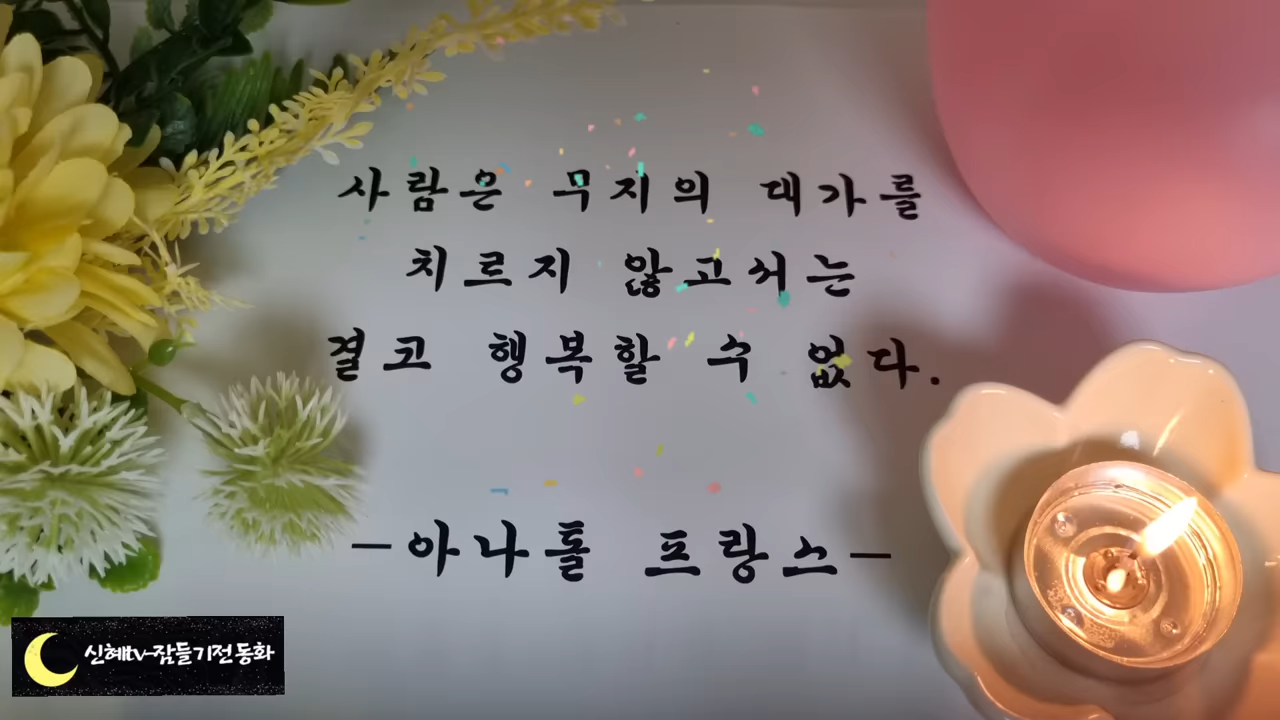 사람은 무지의 대가를
치르지 않고서는
결고 행복할 수 없다.
-아나톨 프랑스-
신혜tv-잠들기전 동화